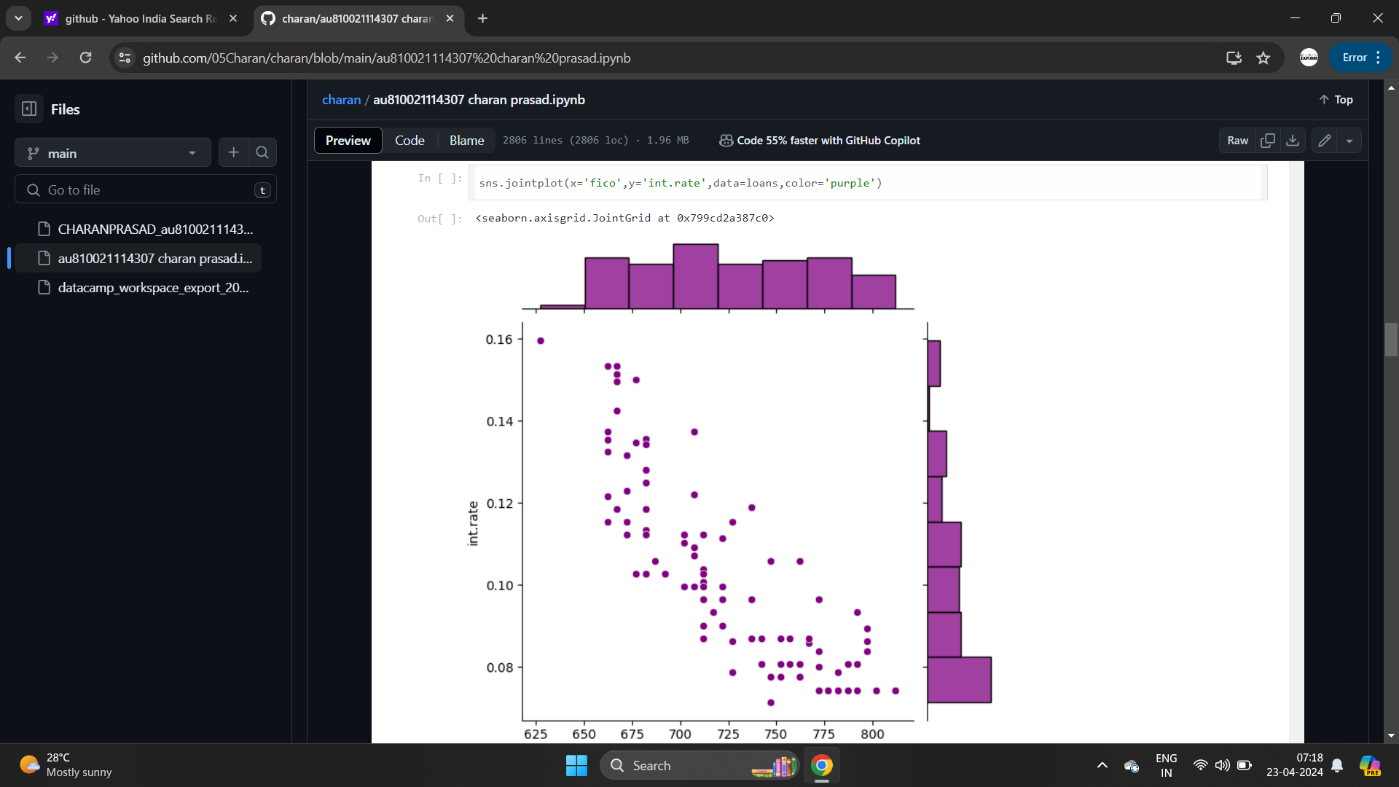 github - Yahoo India Search Re
charan/au810021114307 charan
github.com/05Charan/charan/blob/main/au810021114307%20charan%20prasad.ipynb
Error
Files
charan / au810021114307 charan prasad.ipynb
Top
main
Preview
Code
Blame
2806 lines (2806 loc) · 1.96 MB
Code 55% faster with GitHub Copilot
Raw
Go to file
t
CHARANPRASAD_au8100211143...
au810021114307 charan prasad.i...
datacamp_workspace_export_20...
In [ ]:
sns.jointplot(x='fico',y='int.rate',data=loans,color='purple')
Out[ ]:
<seaborn.axisgrid.JointGrid at 0x799cd2a387c0>
0.16
0.14
0.12
0.10
0.08
int.rate
625 650 675 700 725 750 775 800
28°C
Mostly sunny
Search
ENG
IN
07:18
23-04-2024
PRE